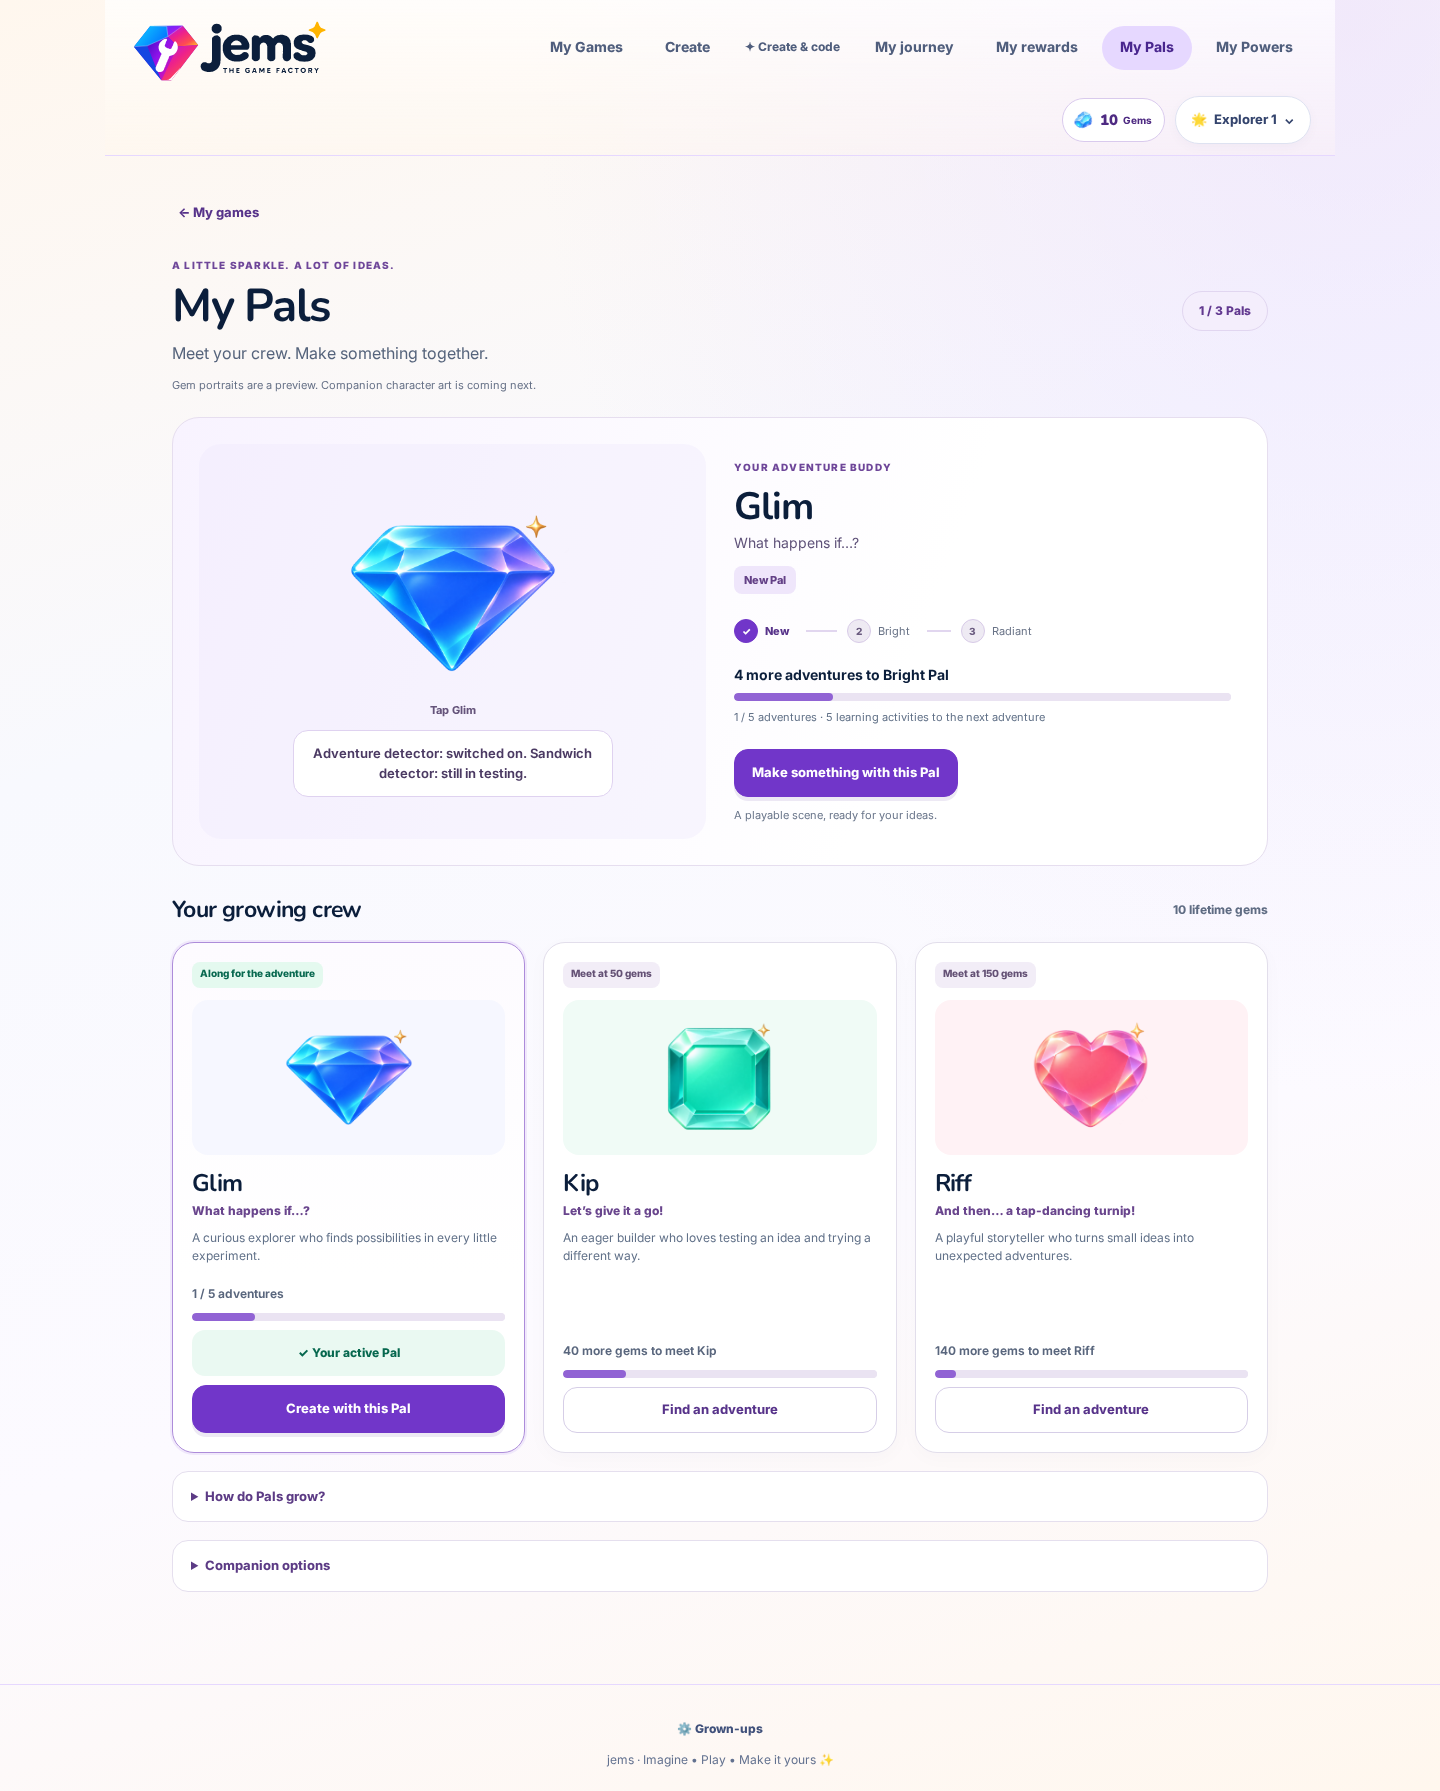 jems
THE GAME FACTORY
My Games
Create
✦ Create & code
My journey
My rewards
My Pals
My Powers
10 Gems
Explorer 1
← My games
A LITTLE SPARKLE. A LOT OF IDEAS.
My Pals
1 / 3 Pals
Meet your crew. Make something together.
Gem portraits are a preview. Companion character art is coming next.
Tap Glim
Adventure detector: switched on. Sandwich
detector: still in testing.
YOUR ADVENTURE BUDDY
Glim
What happens if...?
New Pal
✓ New
2 Bright
3 Radiant
4 more adventures to Bright Pal
1 / 5 adventures · 5 learning activities to the next adventure
Make something with this Pal
A playable scene, ready for your ideas.
Your growing crew
10 lifetime gems
Along for the adventure
Glim
What happens if...?
A curious explorer who finds possibilities in every little
experiment.
1 / 5 adventures
✓ Your active Pal
Create with this Pal
Meet at 50 gems
Kip
Let's give it a go!
An eager builder who loves testing an idea and trying a
different way.
40 more gems to meet Kip
Find an adventure
Meet at 150 gems
Riff
And then... a tap-dancing turnip!
A playful storyteller who turns small ideas into
unexpected adventures.
140 more gems to meet Riff
Find an adventure
▶ How do Pals grow?
▶ Companion options
⚙️ Grown-ups
jems · Imagine • Play • Make it yours ✨